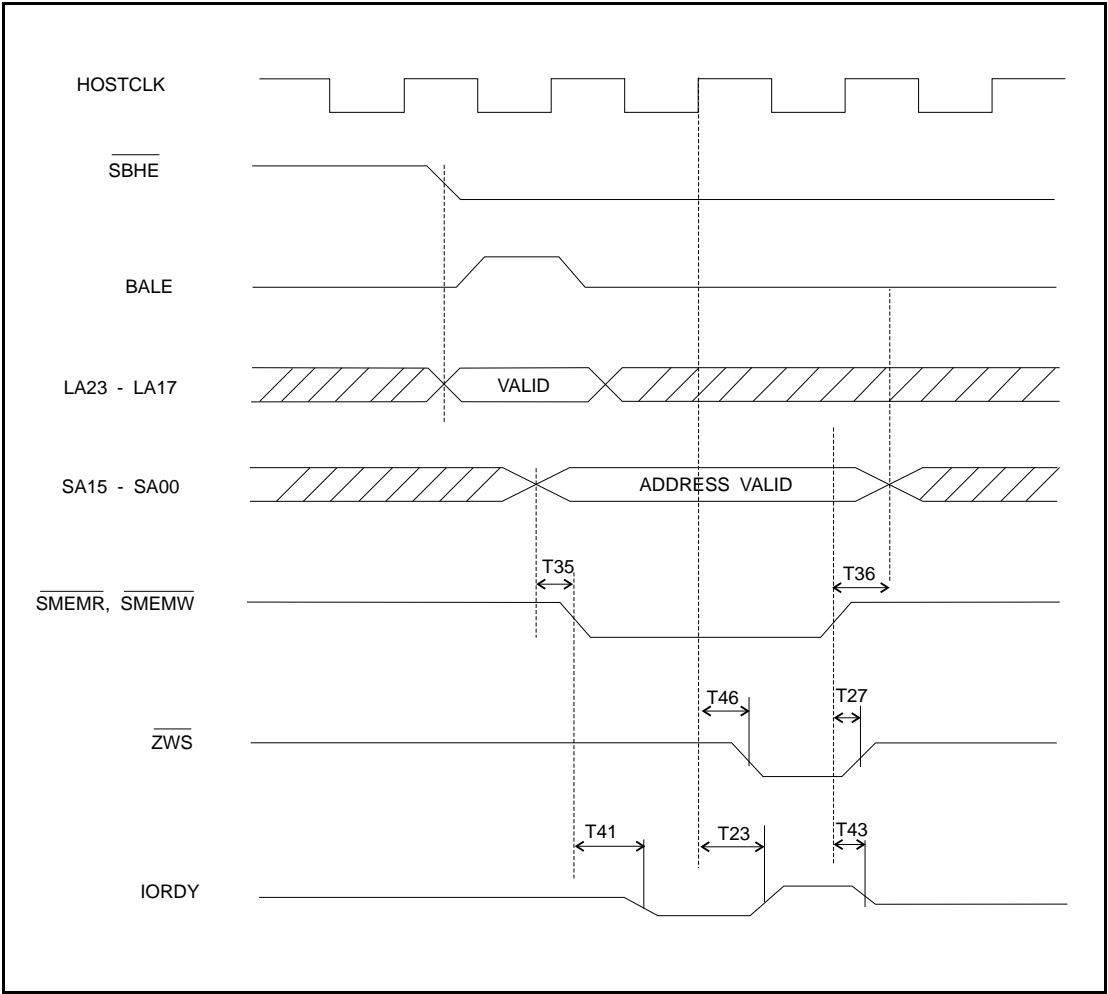 HOSTCLK
SBHE
BALE
LA23 - LA17
VALID
SA15 - SA00
ADDRESS VALID
T35
T36
SMEMR, SMEMW
T46
T27
ZWS
T41
T23
T43
IORDY